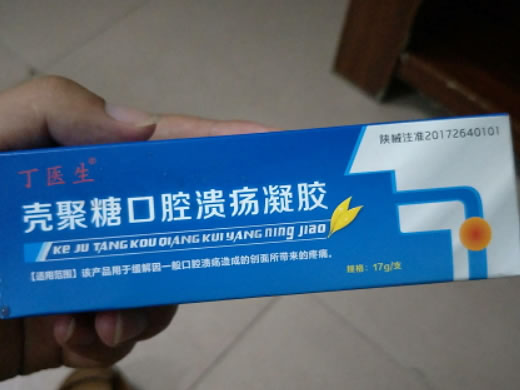 陕械注准20172640101
丁医生®
壳聚糖口腔溃疡凝胶
KE JU TANG KOU QIANG KUI YANG ning jiao
【适用范围】该产品用于缓解因一般口腔溃疡造成的创面所带来的疼痛。
规格：17g/支